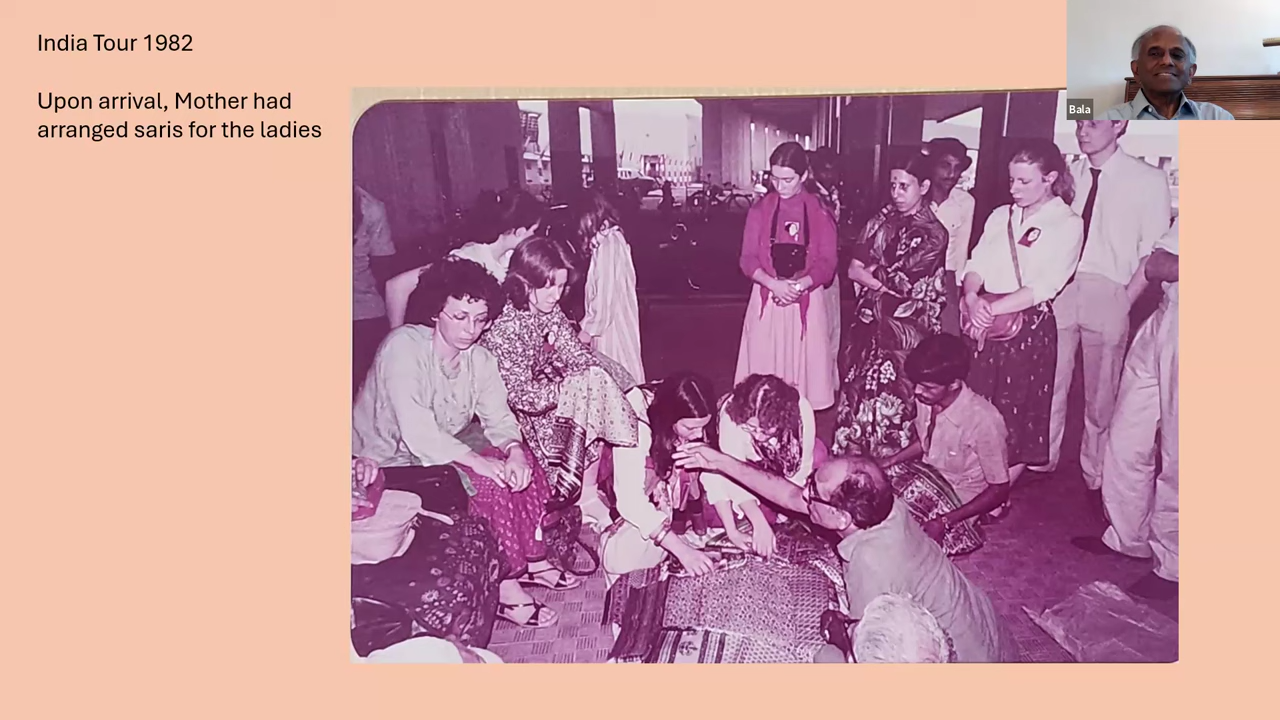 India Tour 1982
Upon arrival, Mother had
arranged saris for the ladies
Bala